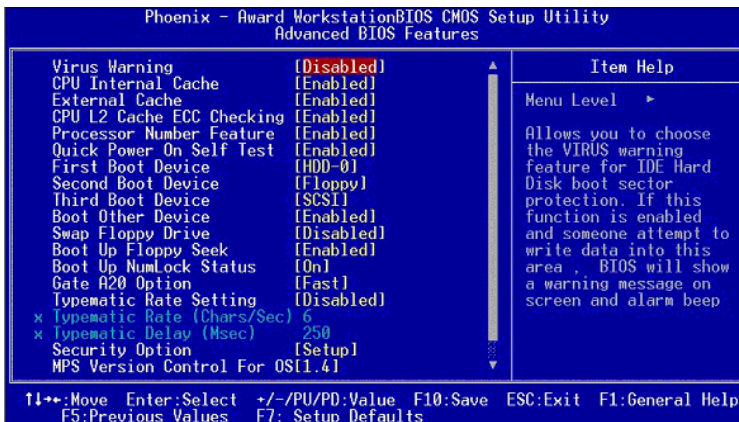 Phoenix - Award WorkstationBIOS CMOS Setup Utility
Advanced BIOS Features
Virus Warning [Disabled]
CPU Internal Cache [Enabled]
External Cache [Enabled]
CPU L2 Cache ECC Checking [Enabled]
Processor Number Feature [Enabled]
Quick Power On Self Test [Enabled]
First Boot Device [HDD-0]
Second Boot Device [Floppy]
Third Boot Device [SCSI]
Boot Other Device [Enabled]
Swap Floppy Drive [Disabled]
Boot Up Floppy Seek [Enabled]
Boot Up NumLock Status [On]
Gate A20 Option [Fast]
Typematic Rate Setting [Disabled]
x Typematic Rate (Chars/Sec) 6
x Typematic Delay (Msec) 250
Security Option [Setup]
MPS Version Control For OS[1.4]
Item Help
Menu Level ►
Allows you to choose
the VIRUS warning
feature for IDE Hard
Disk boot sector
protection. If this
function is enabled
and someone attempt to
write data into this
area , BIOS will show
a warning message on
screen and alarm beep
↑↓→←:Move Enter:Select +/-/PU/PD:Value F10:Save ESC:Exit F1:General Help
F5:Previous Values F7: Setup Defaults